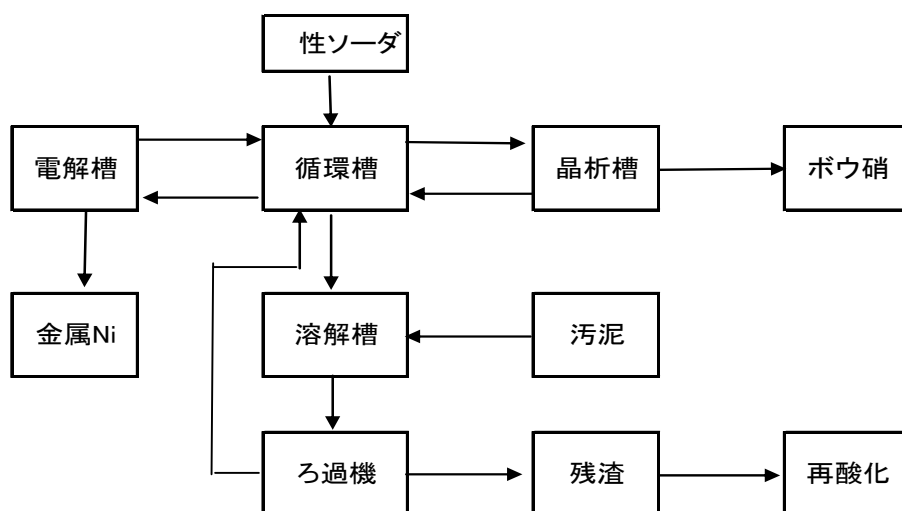 性ソーダ
電解槽
循環槽
晶析槽
ボウ硝
金属Ni
溶解槽
汚泥
ろ過機
残渣
再酸化